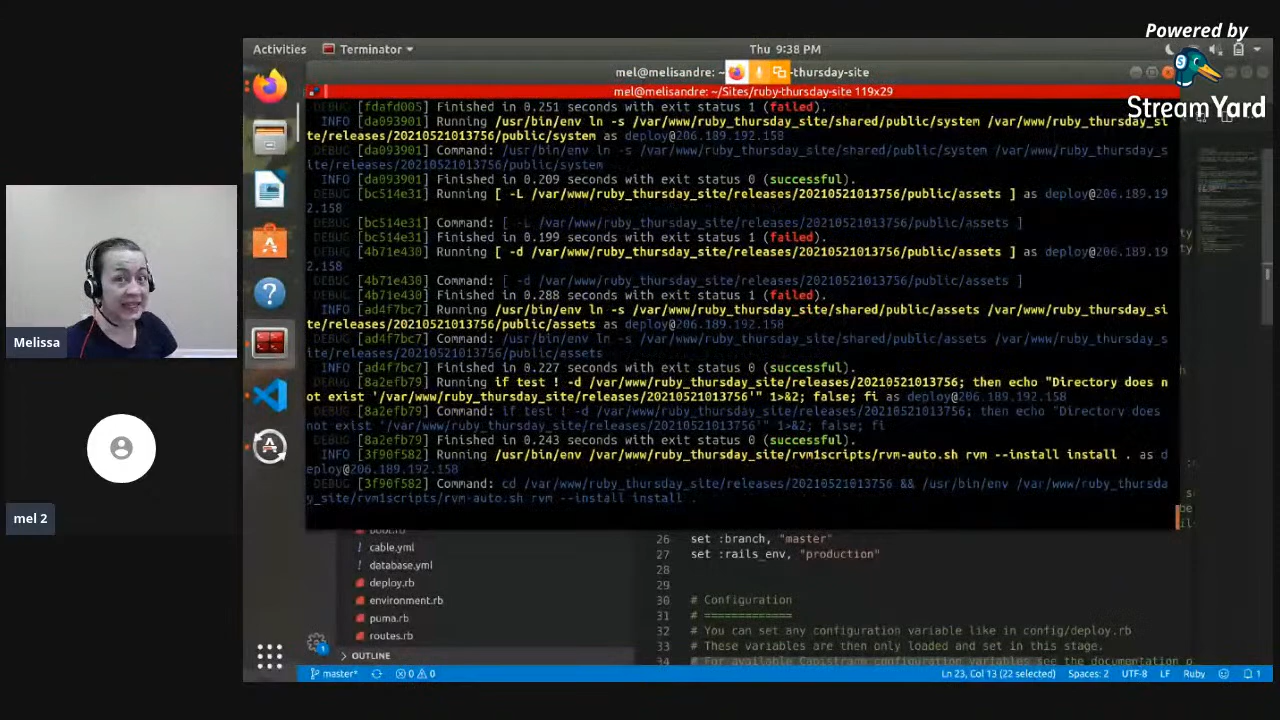 Powered by
StreamYard
Activities
Terminator
Thu 9:38 PM
mel@melisandre: ~
-thursday-site
mel@melisandre: ~/Sites/ruby-thursday-site 119x29
DEBUG [fdafd005] Finished in 0.251 seconds with exit status 1 (failed).
INFO [da093901] Running /usr/bin/env ln -s /var/www/ruby_thursday_site/shared/public/system /var/www/ruby_thursday_si
te/releases/20210521013756/public/system as deploy@206.189.192.158
DEBUG [da093901] Command: /usr/bin/env ln -s /var/www/ruby_thursday_site/shared/public/system /var/www/ruby_thursday_s
ite/releases/20210521013756/public/system
INFO [da093901] Finished in 0.209 seconds with exit status 0 (successful).
DEBUG [bc514e31] Running [ -L /var/www/ruby_thursday_site/releases/20210521013756/public/assets ] as deploy@206.189.19
2.158
DEBUG [bc514e31] Command: [ -L /var/www/ruby_thursday_site/releases/20210521013756/public/assets ]
DEBUG [bc514e31] Finished in 0.199 seconds with exit status 1 (failed).
DEBUG [4b71e430] Running [ -d /var/www/ruby_thursday_site/releases/20210521013756/public/assets ] as deploy@206.189.19
2.158
DEBUG [4b71e430] Command: [ -d /var/www/ruby_thursday_site/releases/20210521013756/public/assets ]
DEBUG [4b71e430] Finished in 0.288 seconds with exit status 1 (failed).
INFO [ad4f7bc7] Running /usr/bin/env ln -s /var/www/ruby_thursday_site/shared/public/assets /var/www/ruby_thursday_si
te/releases/20210521013756/public/assets as deploy@206.189.192.158
DEBUG [ad4f7bc7] Command: /usr/bin/env ln -s /var/www/ruby_thursday_site/shared/public/assets /var/www/ruby_thursday_s
ite/releases/20210521013756/public/assets
INFO [ad4f7bc7] Finished in 0.227 seconds with exit status 0 (successful).
DEBUG [8a2efb79] Running if test ! -d /var/www/ruby_thursday_site/releases/20210521013756; then echo "Directory does n
ot exist '/var/www/ruby_thursday_site/releases/20210521013756'" 1>&2; false; fi as deploy@206.189.192.158
DEBUG [8a2efb79] Command: if test ! -d /var/www/ruby_thursday_site/releases/20210521013756; then echo "Directory does
not exist '/var/www/ruby_thursday_site/releases/20210521013756'" 1>&2; false; fi
DEBUG [8a2efb79] Finished in 0.243 seconds with exit status 0 (successful).
INFO [3f90f582] Running /usr/bin/env /var/www/ruby_thursday_site/rvm1scripts/rvm-auto.sh rvm --install install . as d
eploy@206.189.192.158
DEBUG [3f90f582] Command: cd /var/www/ruby_thursday_site/releases/20210521013756 && /usr/bin/env /var/www/ruby_thursda
y_site/rvm1scripts/rvm-auto.sh rvm --install install .
Melissa
mel 2
boot.rb
! cable.yml
! database.yml
deploy.rb
environment.rb
puma.rb
routes.rb
OUTLINE
26 set :branch, "master"
27 set :rails_env, "production"
28
29
30 # Configuration
31 # =============
32 # You can set any configuration variable like in config/deploy.rb
33 # These variables are then only loaded and set in this stage.
34 # For available Capistrano configuration variables see the documentation p
master*
0
0
Ln 23, Col 13 (22 selected)
Spaces: 2
UTF-8
LF
Ruby
1